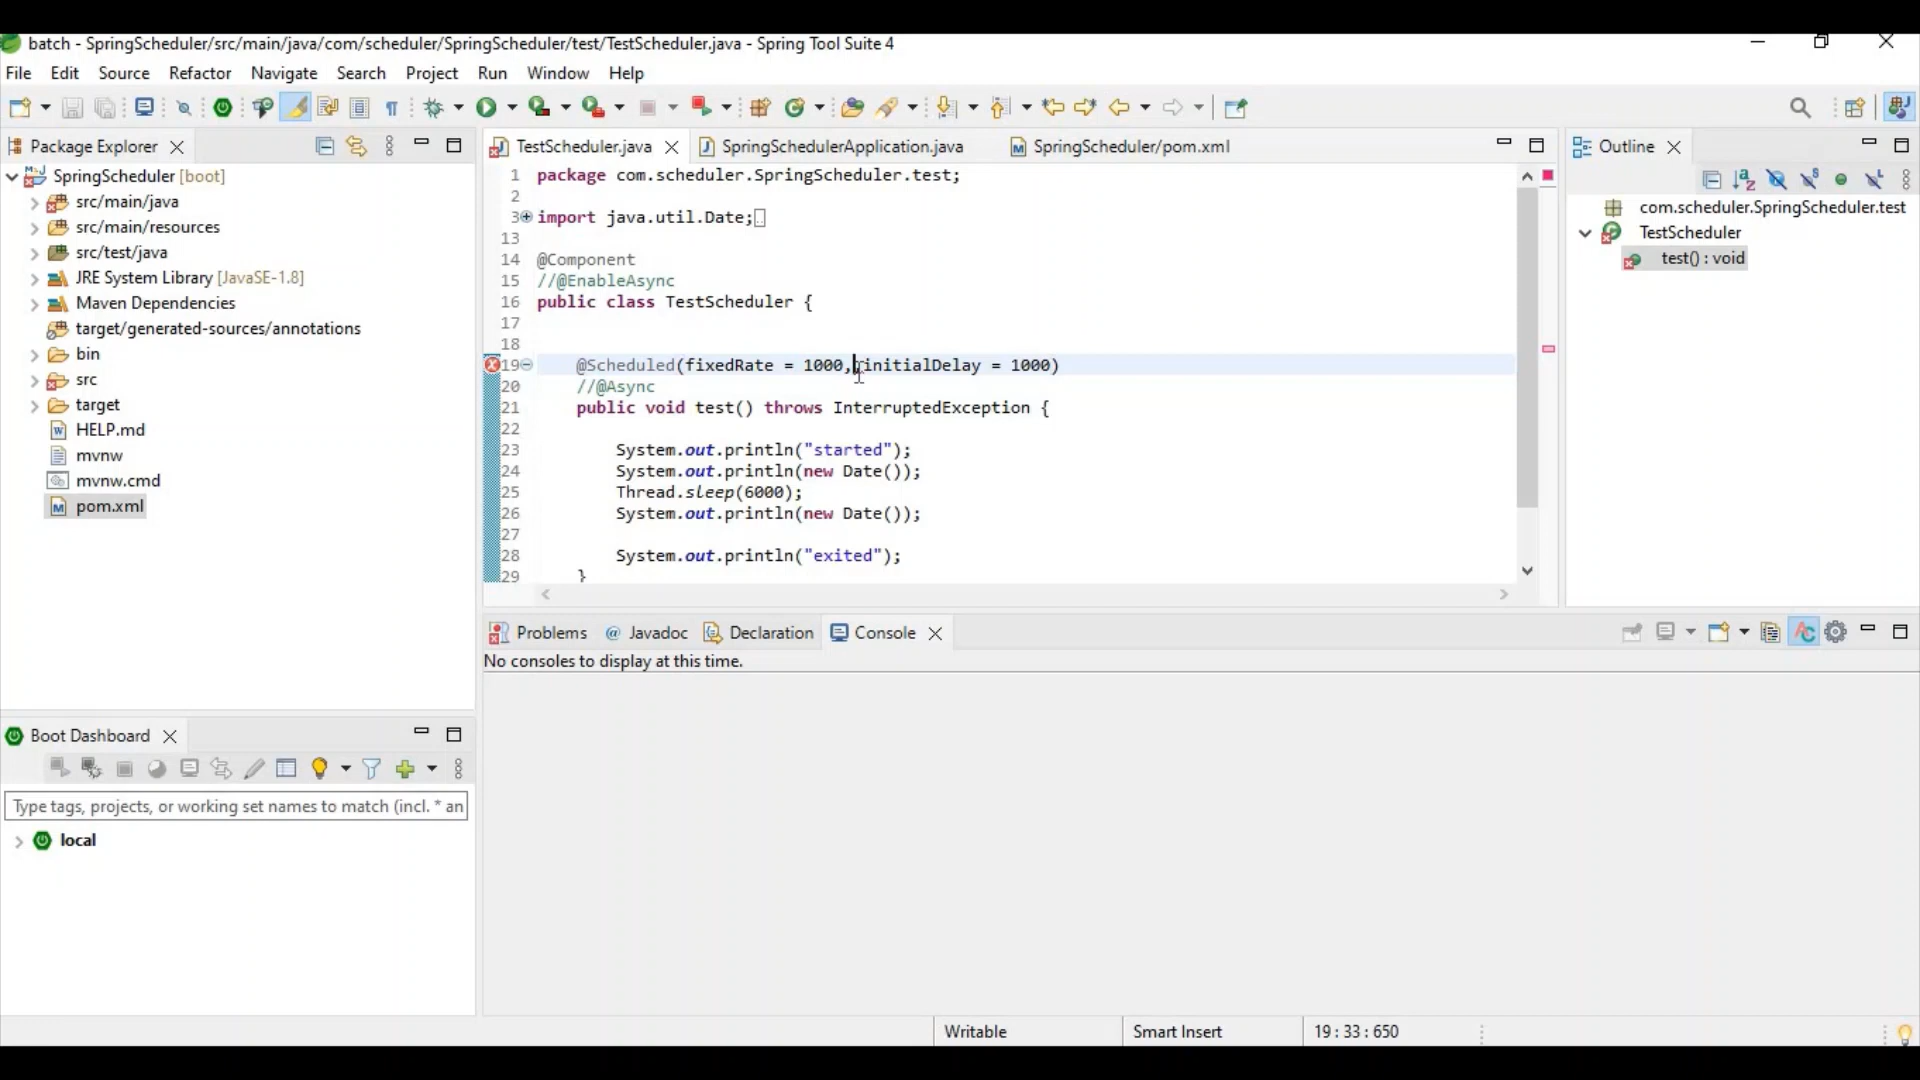 batch - SpringScheduler/src/main/java/com/scheduler/SpringScheduler/test/TestScheduler.java - Spring Tool Suite 4
File Edit Source Refactor Navigate Search Project Run Window Help
Package Explorer
SpringScheduler [boot]
src/main/java
src/main/resources
src/test/java
JRE System Library [JavaSE-1.8]
Maven Dependencies
target/generated-sources/annotations
bin
src
target
HELP.md
mvnw
mvnw.cmd
pom.xml
Boot Dashboard
Type tags, projects, or working set names to match (incl. * an
local
TestScheduler.java SpringSchedulerApplication.java SpringScheduler/pom.xml
1 package com.scheduler.SpringScheduler.test;
2
3 import java.util.Date;
13
14 @Component
15 //@EnableAsync
16 public class TestScheduler {
17
18
19 @Scheduled(fixedRate = 1000, initialDelay = 1000)
20 //@Async
21 public void test() throws InterruptedException {
22
23 System.out.println("started");
24 System.out.println(new Date());
25 Thread.sleep(6000);
26 System.out.println(new Date());
27
28 System.out.println("exited");
29 }
Problems Javadoc Declaration Console
No consoles to display at this time.
Outline
com.scheduler.SpringScheduler.test
TestScheduler
test() : void
Writable Smart Insert 19 : 33 : 650